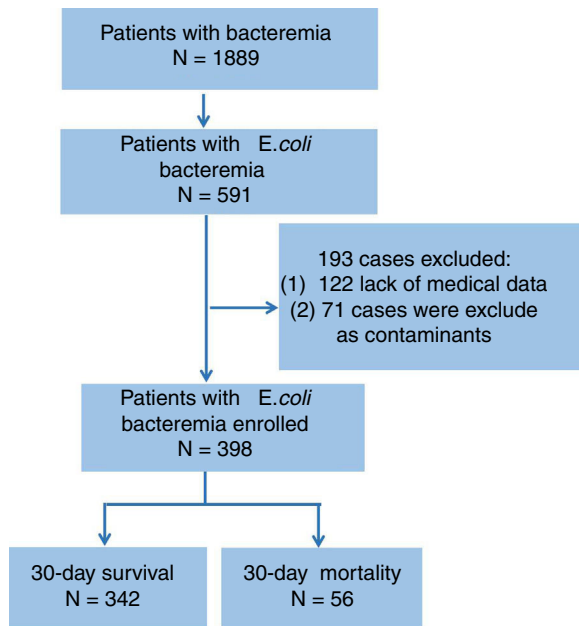 Patients with bacteremia
N = 1889
Patients with E.coli
bacteremia
N = 591
193 cases excluded:
(1) 122 lack of medical data
(2) 71 cases were exclude
as contaminants
Patients with E.coli
bacteremia enrolled
N = 398
30-day survival
N = 342
30-day mortality
N = 56